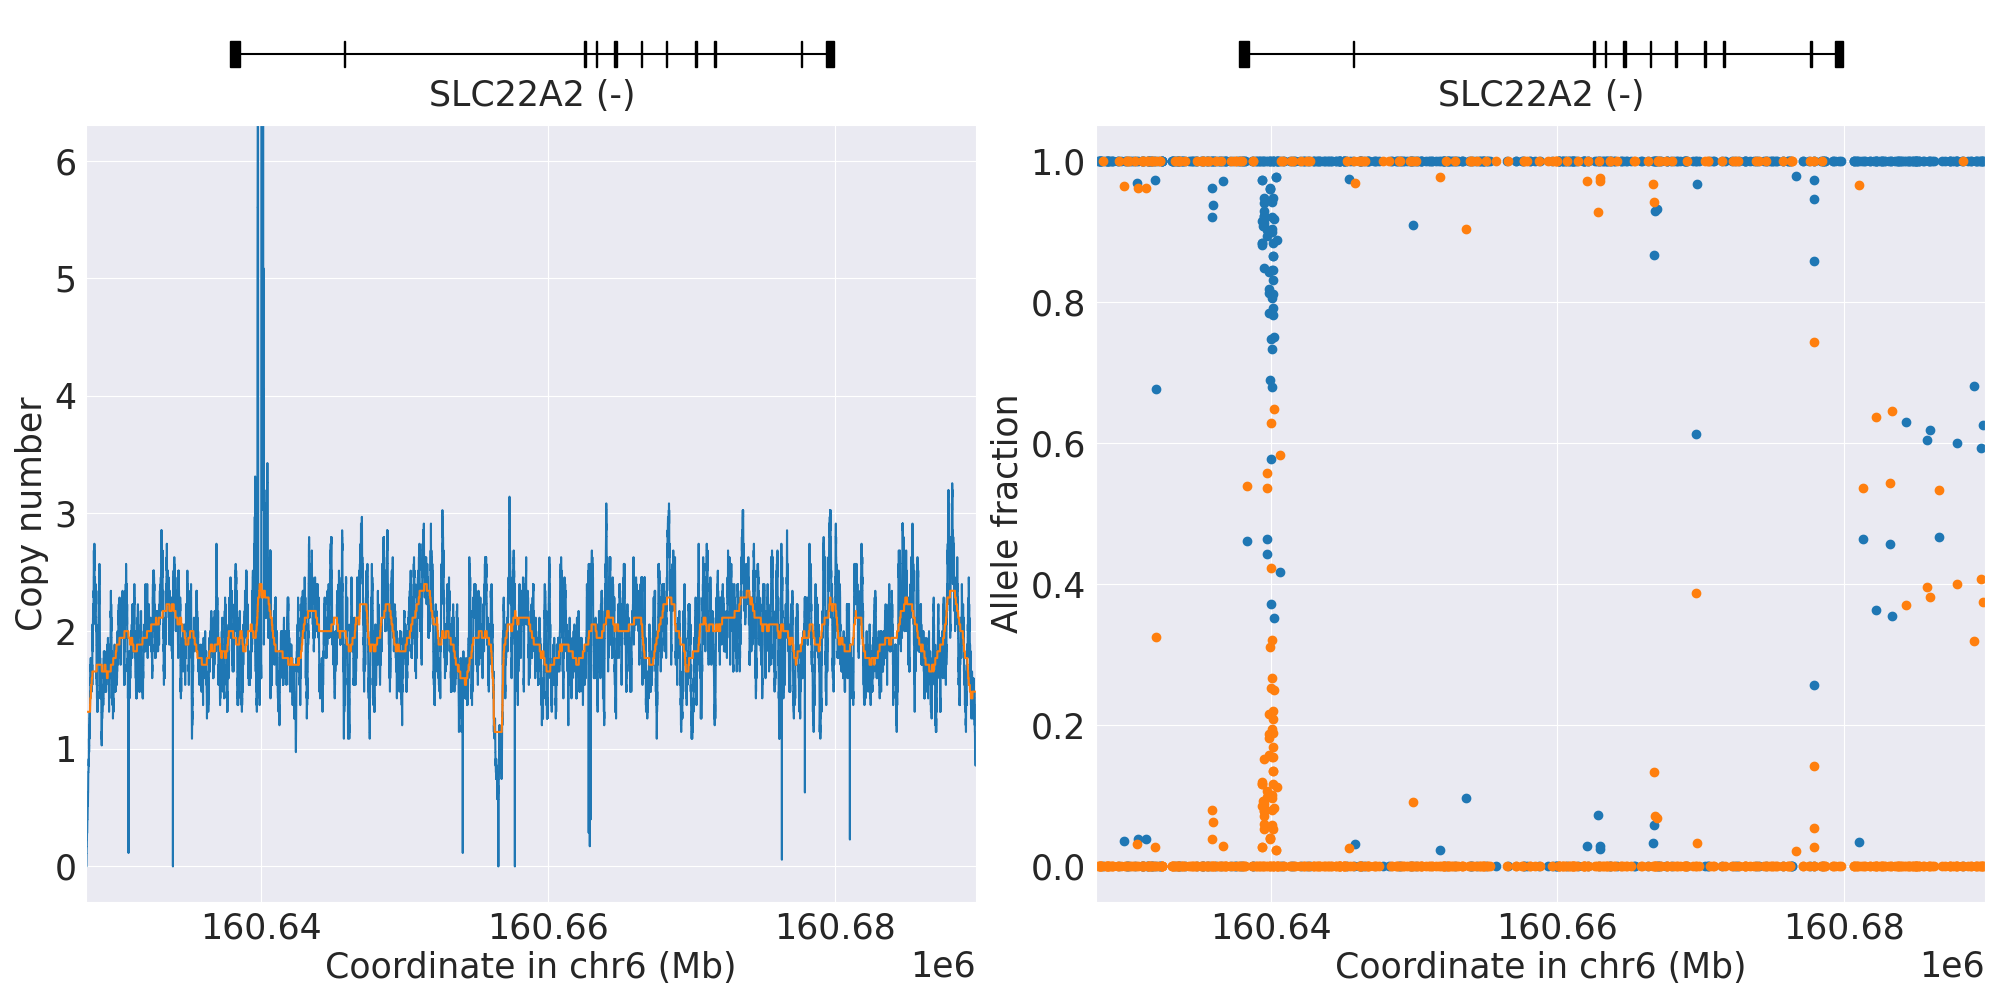 SLC22A2 (-)
6
5
4
3
2
1
0
Copy number
160.64 160.66 160.68
Coordinate in chr6 (Mb) 1e6
SLC22A2 (-)
1.0
0.8
0.6
0.4
0.2
0.0
Allele fraction
160.64 160.66 160.68
Coordinate in chr6 (Mb) 1e6